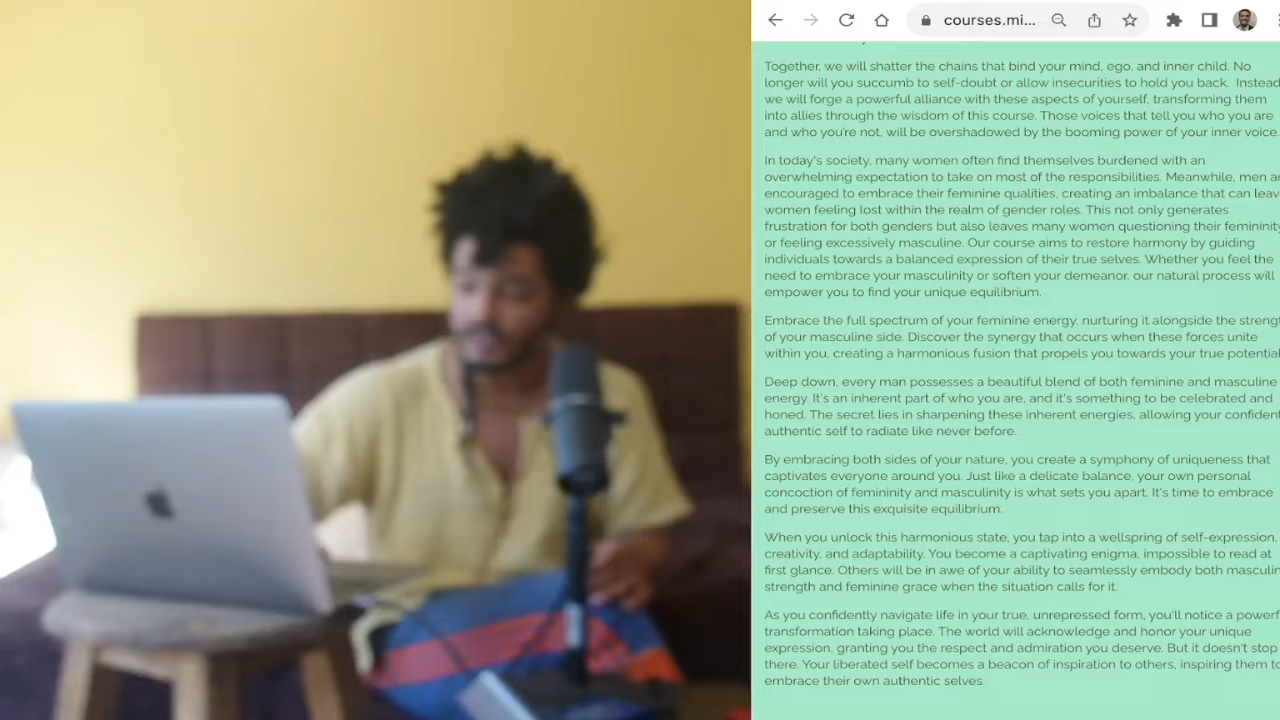 courses.mi...
Together, we will shatter the chains that bind your mind, ego, and inner child. No
longer will you succumb to self-doubt or allow insecurities to hold you back. Instead
we will forge a powerful alliance with these aspects of yourself, transforming them
into allies through the wisdom of this course. Those voices that tell you who you are
and who you're not, will be overshadowed by the booming power of your inner voice.
In today's society, many women often find themselves burdened with an
overwhelming expectation to take on most of the responsibilities. Meanwhile, men ar
encouraged to embrace their feminine qualities, creating an imbalance that can leav
women feeling lost within the realm of gender roles. This not only generates
frustration for both genders but also leaves many women questioning their femininity
or feeling excessively masculine. Our course aims to restore harmony by guiding
individuals towards a balanced expression of their true selves. Whether you feel the
need to embrace your masculinity or soften your demeanor, our natural process will
empower you to find your unique equilibrium.
Embrace the full spectrum of your feminine energy, nurturing it alongside the strengt
of your masculine side. Discover the synergy that occurs when these forces unite
within you, creating a harmonious fusion that propels you towards your true potential
Deep down, every man possesses a beautiful blend of both feminine and masculine
energy. It's an inherent part of who you are, and it's something to be celebrated and
honed. The secret lies in sharpening these inherent energies, allowing your confident
authentic self to radiate like never before.
By embracing both sides of your nature, you create a symphony of uniqueness that
captivates everyone around you. Just like a delicate balance, your own personal
concoction of femininity and masculinity is what sets you apart. It's time to embrace
and preserve this exquisite equilibrium.
When you unlock this harmonious state, you tap into a wellspring of self-expression,
creativity, and adaptability. You become a captivating enigma, impossible to read at
first glance. Others will be in awe of your ability to seamlessly embody both masculin
strength and feminine grace when the situation calls for it.
As you confidently navigate life in your true, unrepressed form, you'll notice a powerf
transformation taking place. The world will acknowledge and honor your unique
expression, granting you the respect and admiration you deserve. But it doesn't stop
there. Your liberated self becomes a beacon of inspiration to others, inspiring them to
embrace their own authentic selves.